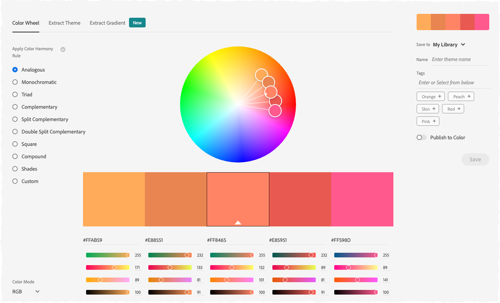 Color Wheel Extract Theme Extract Gradient New
Apply Color Harmony
Rule
Analogous
Monochromatic
Triad
Complementary
Split Complementary
Double Split Complementary
Square
Compound
Shades
Custom
Color Mode
RGB
#FFAB59 #E88551 #FF8465 #E85951 #FF598D
255 232 255 232 255
171 133 132 89 89
89 81 101 81 141
100 91 100 91 100
Save to My Library
Name Enter theme name
Tags
Enter or Select from below
Orange + Peach +
Skin + Red +
Pink +
Publish to Color
Save